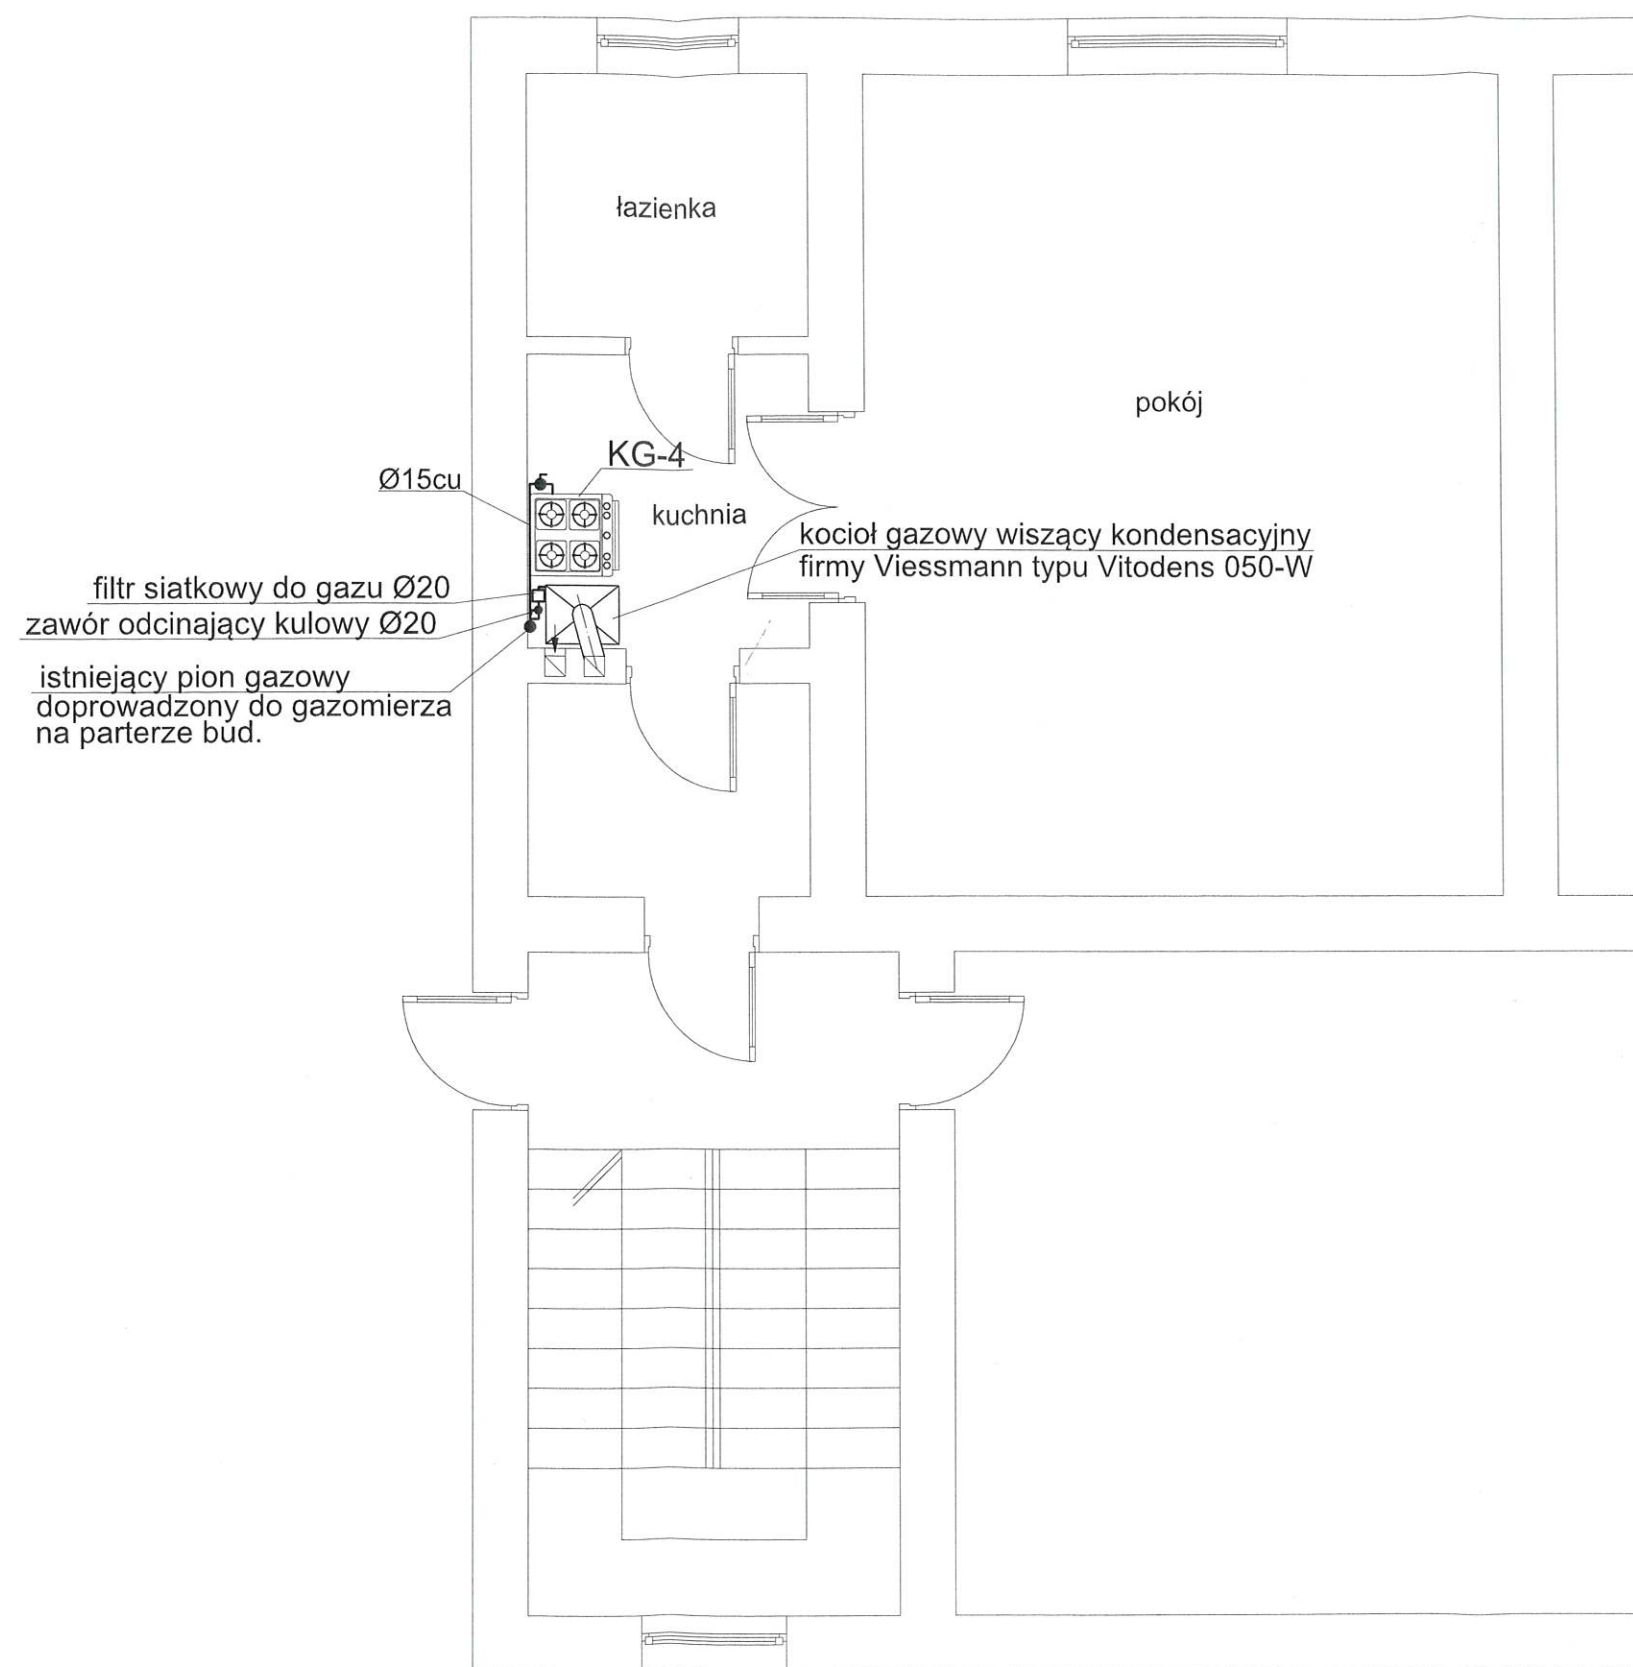 łazienka
pokój
KG-4
Ø15cu
kuchnia
kocioł gazowy wiszący kondensacyjny
firmy Viessmann typu Vitodens 050-W
filtr siatkowy do gazu Ø20
zawór odcinający kulowy Ø20
istniejący pion gazowy
doprowadzony do gazomierza
na parterze bud.